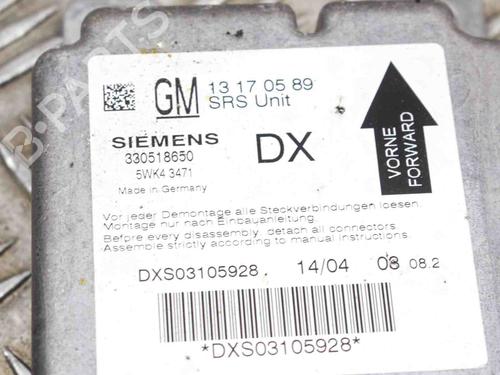 B-PARTS
GM 13 17 05 89
SRS Unit
SIEMENS
DX
330518650
5WK4 3471
Made in Germany
VORNE
FORWARD
Vor jeder Demontage alle Steckverbindungen loesen.
Montage nur nach Einbauanleitung.
Before every disassembly, detach all connectors
Assemble strictly according to manual instructions.
DXS03105928. 14/04 08 08.2
*DXS03105928*